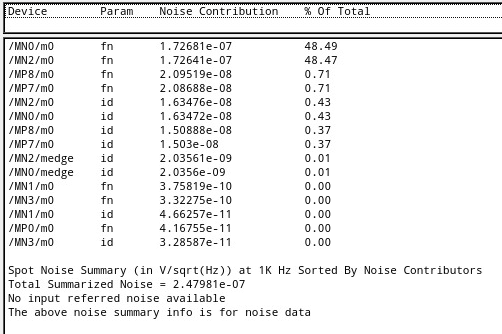 Device Param Noise Contribution % Of Total
/MN0/m0 fn 1.72681e-07 48.49
/MN2/m0 fn 1.72641e-07 48.47
/MP8/m0 fn 2.09519e-08 0.71
/MP7/m0 fn 2.08688e-08 0.71
/MN2/m0 id 1.63476e-08 0.43
/MN0/m0 id 1.63472e-08 0.43
/MP8/m0 id 1.50888e-08 0.37
/MP7/m0 id 1.503e-08 0.37
/MN2/medge id 2.03561e-09 0.01
/MN0/medge id 2.0356e-09 0.01
/MN1/m0 fn 3.75819e-10 0.00
/MN3/m0 fn 3.32275e-10 0.00
/MN1/m0 id 4.66257e-11 0.00
/MP0/m0 fn 4.16755e-11 0.00
/MN3/m0 id 3.28587e-11 0.00
Spot Noise Summary (in V/sqrt(Hz)) at 1K Hz Sorted By Noise Contributors
Total Summarized Noise = 2.47981e-07
No input referred noise available
The above noise summary info is for noise data